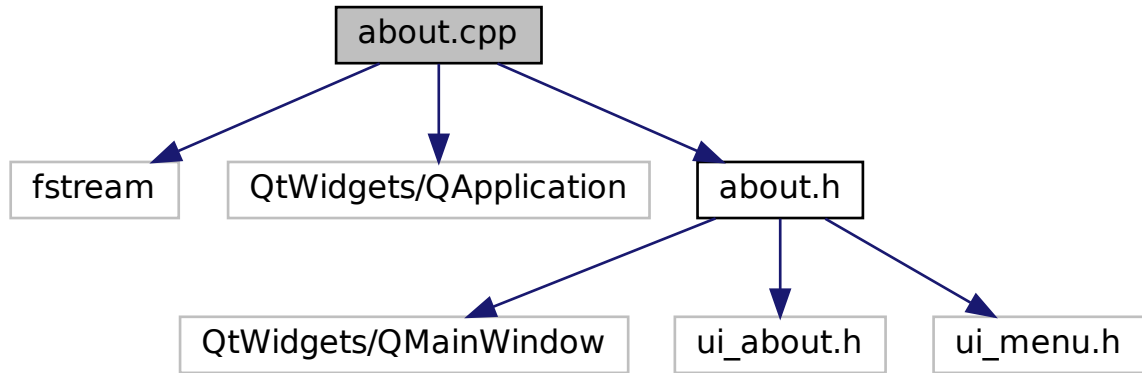 about.cpp
fstream
QtWidgets/QApplication
about.h
QtWidgets/QMainWindow
ui_about.h
ui_menu.h